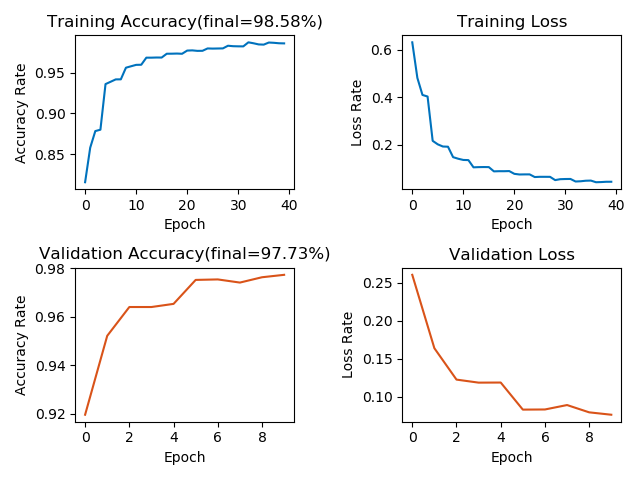 Training Accuracy(final=98.58%)
Accuracy Rate
0.95
0.90
0.85
0 10 20 30 40
Epoch
Training Loss
Loss Rate
0.6
0.4
0.2
0 10 20 30 40
Epoch
Validation Accuracy(final=97.73%)
Accuracy Rate
0.98
0.96
0.94
0.92
0 2 4 6 8
Epoch
Validation Loss
Loss Rate
0.25
0.20
0.15
0.10
0 2 4 6 8
Epoch